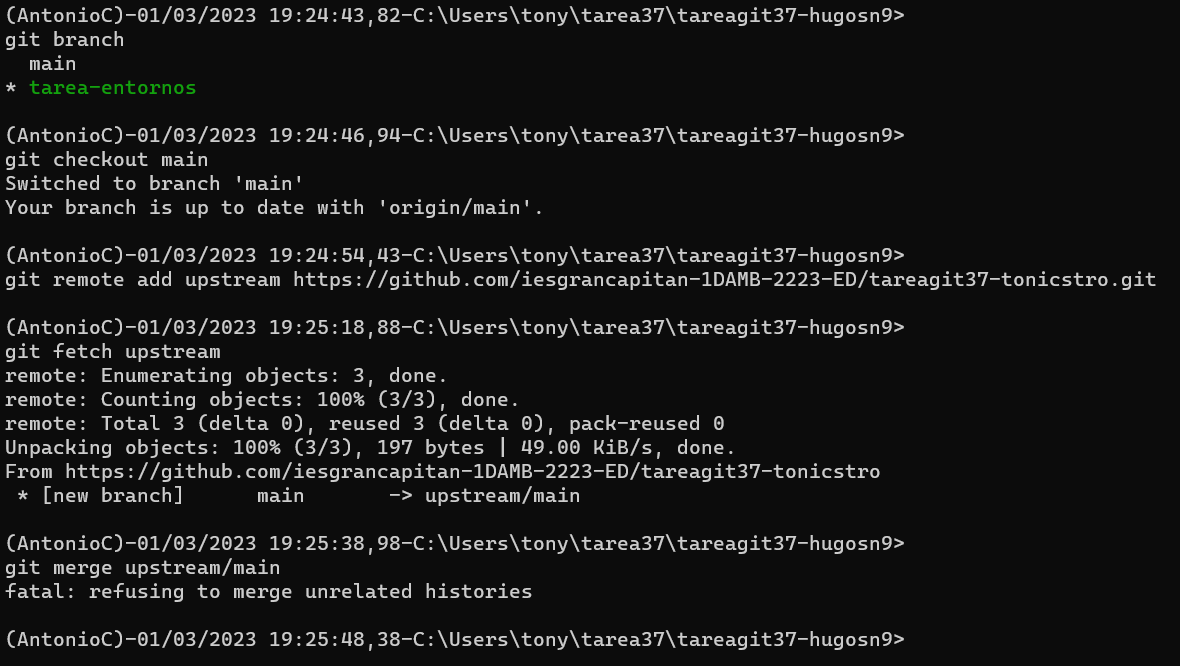 (AntonioC)-01/03/2023 19:24:43,82-C:\Users\tony\tarea37\tareagit37-hugosn9>
git branch
  main
* tarea-entornos
(AntonioC)-01/03/2023 19:24:46,94-C:\Users\tony\tarea37\tareagit37-hugosn9>
git checkout main
Switched to branch 'main'
Your branch is up to date with 'origin/main'.
(AntonioC)-01/03/2023 19:24:54,43-C:\Users\tony\tarea37\tareagit37-hugosn9>
git remote add upstream https://github.com/iesgrancapitan-1DAMB-2223-ED/tareagit37-tonicstro.git
(AntonioC)-01/03/2023 19:25:18,88-C:\Users\tony\tarea37\tareagit37-hugosn9>
git fetch upstream
remote: Enumerating objects: 3, done.
remote: Counting objects: 100% (3/3), done.
remote: Total 3 (delta 0), reused 3 (delta 0), pack-reused 0
Unpacking objects: 100% (3/3), 197 bytes | 49.00 KiB/s, done.
From https://github.com/iesgrancapitan-1DAMB-2223-ED/tareagit37-tonicstro
 * [new branch]      main       -> upstream/main
(AntonioC)-01/03/2023 19:25:38,98-C:\Users\tony\tarea37\tareagit37-hugosn9>
git merge upstream/main
fatal: refusing to merge unrelated histories
(AntonioC)-01/03/2023 19:25:48,38-C:\Users\tony\tarea37\tareagit37-hugosn9>